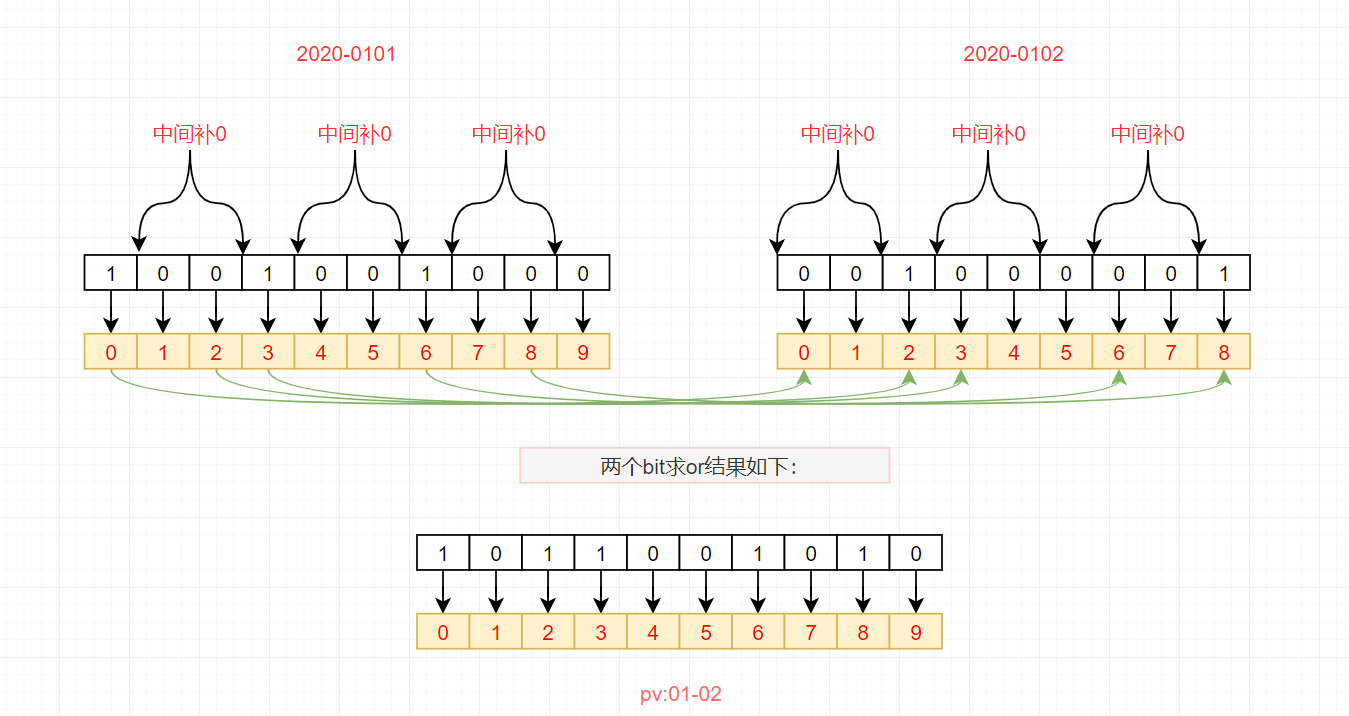 2020-0101
2020-0102
中间补0 中间补0 中间补0
中间补0 中间补0 中间补0
1 0 0 1 0 0 1 0 0 0
0 0 1 0 0 0 0 0 1
0 1 2 3 4 5 6 7 8 9
0 1 2 3 4 5 6 7 8
两个bit求or结果如下：
1 0 1 1 0 0 1 0 1 0
0 1 2 3 4 5 6 7 8 9
pv:01-02